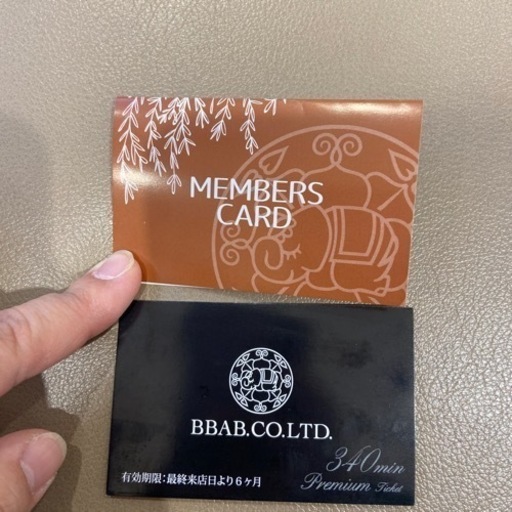 MEMBERS
CARD
BBAB.CO.LTD.
340min
有効期限:最終来店日より6ヶ月
Premium Ticket